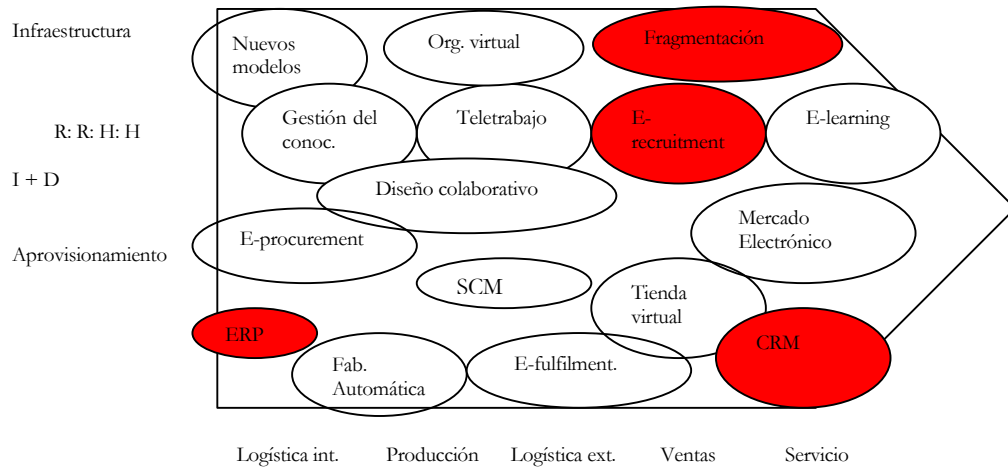 Infraestructura
Nuevos
modelos
Org. virtual
Fragmentación
R: R: H: H
Gestión del
conoc.
Teletrabajo
E-
recruitment
E-learning
I + D
Diseño colaborativo
Mercado
Electrónico
Aprovisionamiento
E-procurement
SCM
Tienda
virtual
ERP
Fab.
Automática
E-fulfilment.
CRM
Logística int.
Producción
Logística ext.
Ventas
Servicio